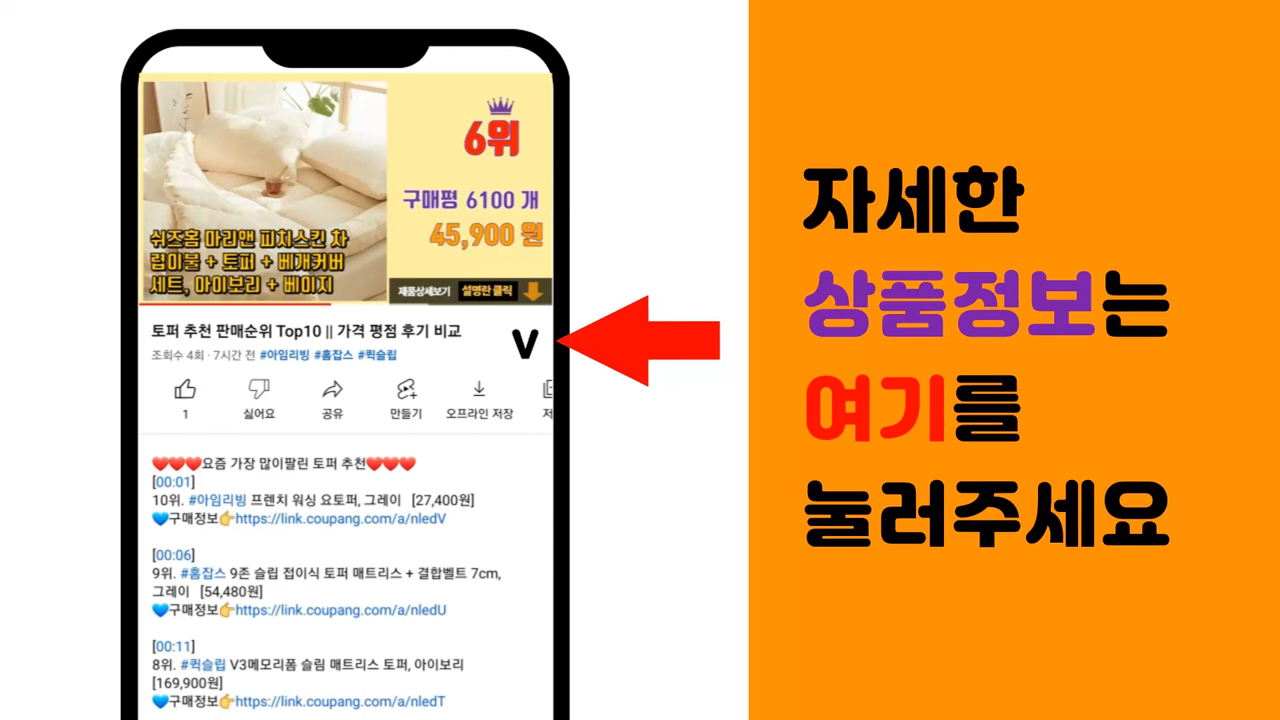 6위
구매평 6100 개
45,900 원
쉬즈홈 마리앤 피치스킨 차
렵이불 + 토퍼 + 베개커버
세트, 아이보리 + 베이지
제품상세보기 설명란 클릭
토퍼 추천 판매순위 Top10 || 가격 평점 후기 비교
V
조회수 4회 · 7시간 전 #아임리빙 #홈잡스 #퀵슬립
1 싫어요 공유 만들기 오프라인 저장 저
❤❤❤요즘 가장 많이팔린 토퍼 추천❤❤❤
[00:01]
10위. #아임리빙 프렌치 워싱 요토퍼, 그레이 [27,400원]
💙구매정보👉https://link.coupang.com/a/nledV
[00:06]
9위. #홈잡스 9존 슬립 접이식 토퍼 매트리스 + 결합벨트 7cm,
그레이 [54,480원]
💙구매정보👉https://link.coupang.com/a/nledU
[00:11]
8위. #퀵슬립 V3메모리폼 슬림 매트리스 토퍼, 아이보리
[169,900원]
💙구매정보👉https://link.coupang.com/a/nledT
자세한
상품정보는
여기를
눌러주세요